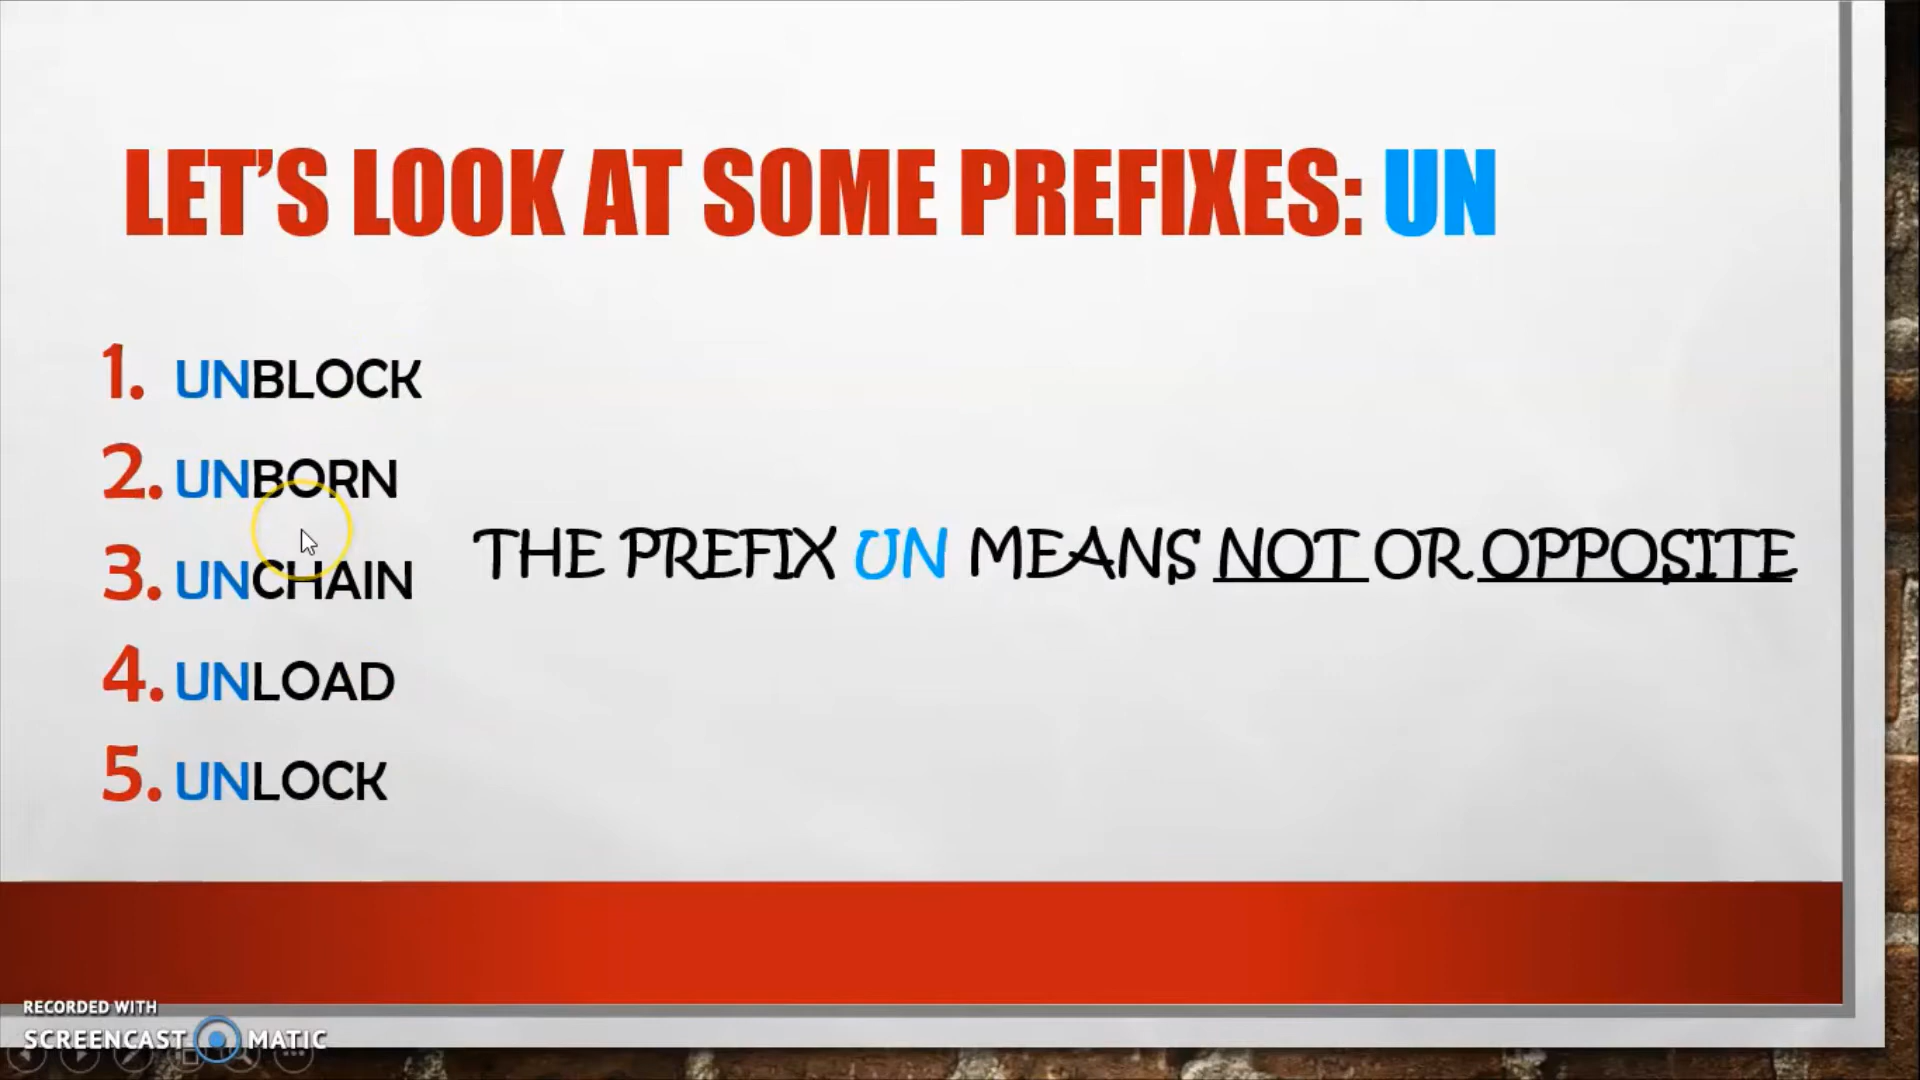 LET'S LOOK AT SOME PREFIXES: UN
1. UNBLOCK
2. UNBORN
3. UNCHAIN
4. UNLOAD
5. UNLOCK
THE PREFIX UN MEANS NOT OR OPPOSITE
RECORDED WITH
SCREENCAST MATIC